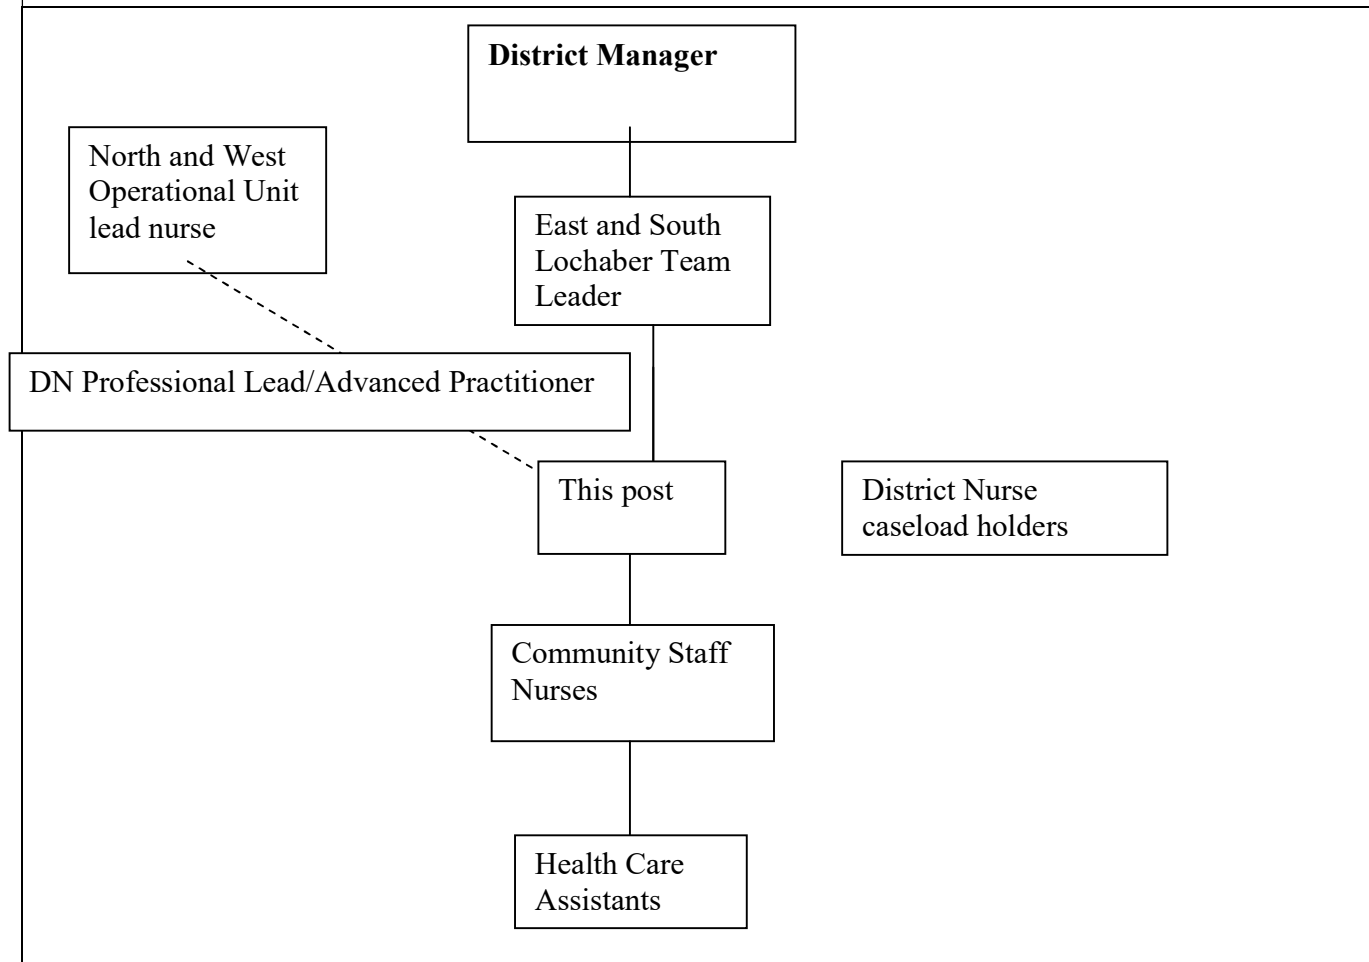 District Manager
North and West
Operational Unit
lead nurse
East and South
Lochaber Team
Leader
DN Professional Lead/Advanced Practitioner
This post
District Nurse
caseload holders
Community Staff
Nurses
Health Care
Assistants